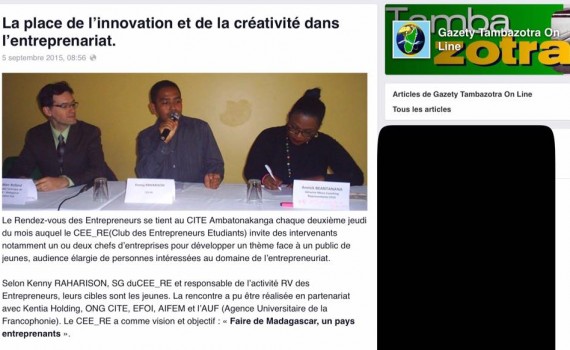 La place de l’innovation et de la créativité dans
l’entreprenariat.
5 septembre 2015, 08:56
Le Rendez-vous des Entrepreneurs se tient au CITE Ambatonakanga chaque deuxième jeudi
du mois auquel le CEE_RE(Club des Entrepreneurs Etudiants) invite des intervenants
notamment un ou deux chefs d’entreprises pour développer un thème face à un public de
jeunes, audience élargie de personnes intéressées au domaine de l’entrepreneuriat.
Selon Kenny RAHARISON, SG duCEE_RE et responsable de l’activité RV des
Entrepreneurs, leurs cibles sont les jeunes. La rencontre a pu être réalisée en partenariat
avec Kentia Holding, ONG CITE, EFOI, AIFEM et l’AUF (Agence Universitaire de la
Francophonie). Le CEE_RE a comme vision et objectif : « Faire de Madagascar, un pays
entreprenants ».
Tamba
zotra
Gazety Tambazotra On
Line
Articles de Gazety Tambazotra On Line
Tous les articles